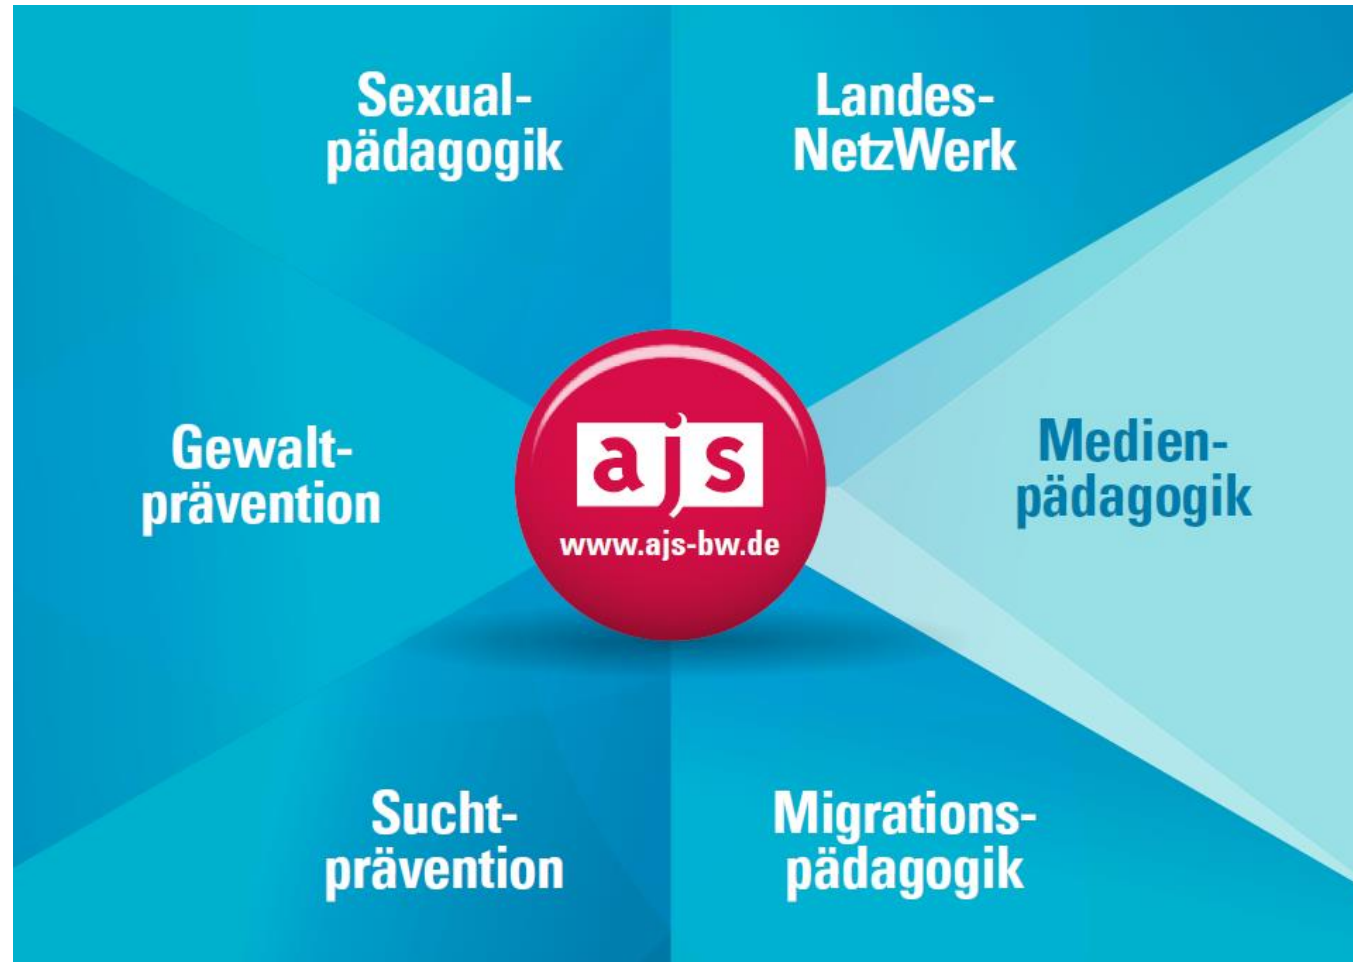 Sexual-
pädagogik
Landes-
NetzWerk
Gewalt-
prävention
ajs
www.ajs-bw.de
Medien-
pädagogik
Sucht-
prävention
Migrations-
pädagogik